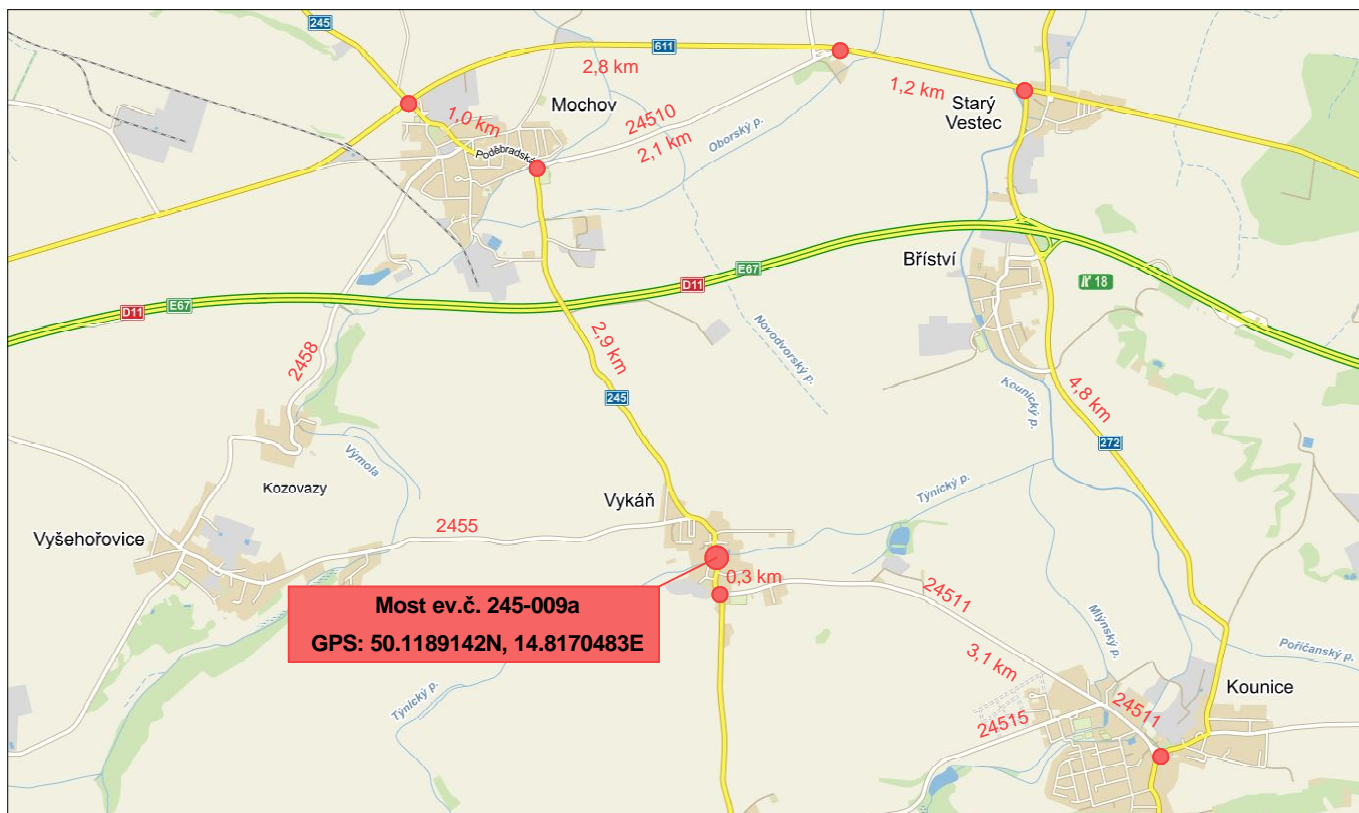 245
611
2,8 km
1,2 km
Mochov
Starý
Vestec
1,0 km
24510
2,1 km
Oborský p.
Poděbradská
Bříství
E67
D11
18
D11
E67
2,9 km
Novodvorský p.
2458
Kounický p.
4,8 km
245
272
Výmola
Kozovazy
Týnický p.
Vykáň
2455
Vyšehořovice
0,3 km
24511
Most ev.č. 245-009a
GPS: 50.1189142N, 14.8170483E
Mlýnský p.
3,1 km
Poříčanský p.
Týnický p.
Kounice
24511
24515